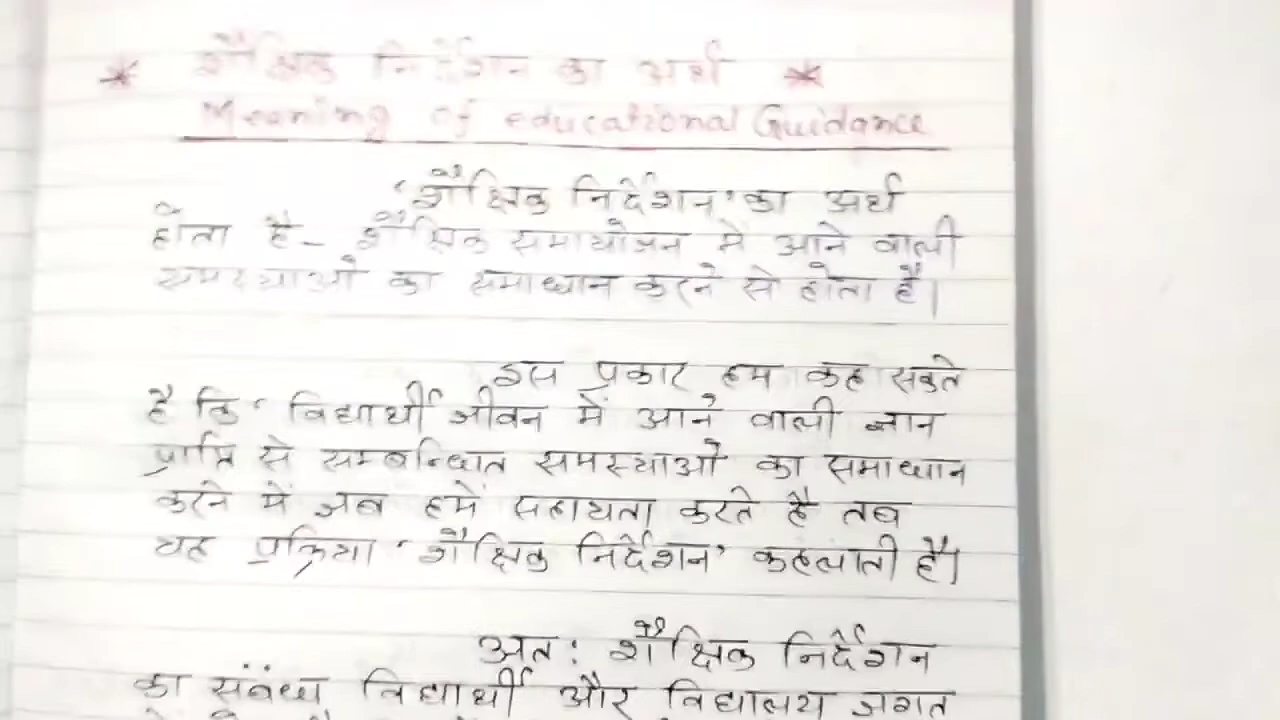 * शैक्षिक निर्देशन का अर्थ *
Meaning of educational Guidance
'शैक्षिक निर्देशन' का अर्थ
होता है - शैक्षिक समायोजन में आने वाली
समस्याओं का समाधान करने से होता है।
इस प्रकार हम कह सकते
है कि ' विद्यार्थी जीवन में आने वाली ज्ञान
प्राप्ति से सम्बन्धित समस्याओं का समाधान
करने में जब हमें सहायता करते है तब
यह प्रक्रिया 'शैक्षिक निर्देशन' कहलाती है।
अत: शैक्षिक निर्देशन
का संबंध विद्यार्थी और विद्यालय जगत